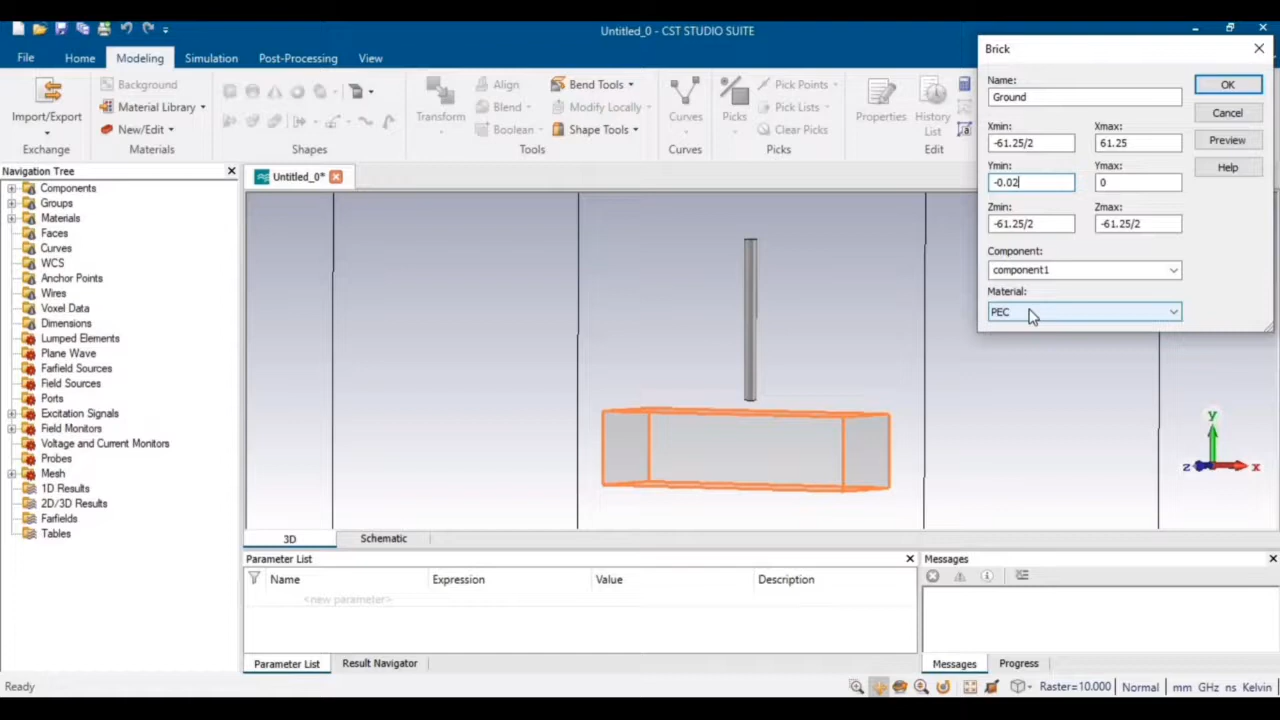 Untitled_0 - CST STUDIO SUITE
File
Home
Modeling
Simulation
Post-Processing
View
Import/Export
Exchange
Background
Material Library
New/Edit
Materials
Shapes
Transform
Align
Blend
Boolean
Bend Tools
Modify Locally
Shape Tools
Tools
Curves
Curves
Picks
Pick Points
Pick Lists
Clear Picks
Picks
Properties
History
List
Edit
Brick
Name:
Ground
OK
Cancel
Preview
Help
Xmin:
Xmax:
-61.25/2
61.25
Ymin:
Ymax:
-0.02
0
Zmin:
Zmax:
-61.25/2
-61.25/2
Component:
component1
Material:
PEC
Navigation Tree
Components
Groups
Materials
Faces
Curves
WCS
Anchor Points
Wires
Voxel Data
Dimensions
Lumped Elements
Plane Wave
Farfield Sources
Field Sources
Ports
Excitation Signals
Field Monitors
Voltage and Current Monitors
Probes
Mesh
1D Results
2D/3D Results
Farfields
Tables
Untitled_0*
y
z
x
3D
Schematic
Parameter List
Name
Expression
Value
Description
<new parameter>
Parameter List
Result Navigator
Messages
Messages
Progress
Ready
Raster=10.000
Normal
mm GHz ns Kelvin